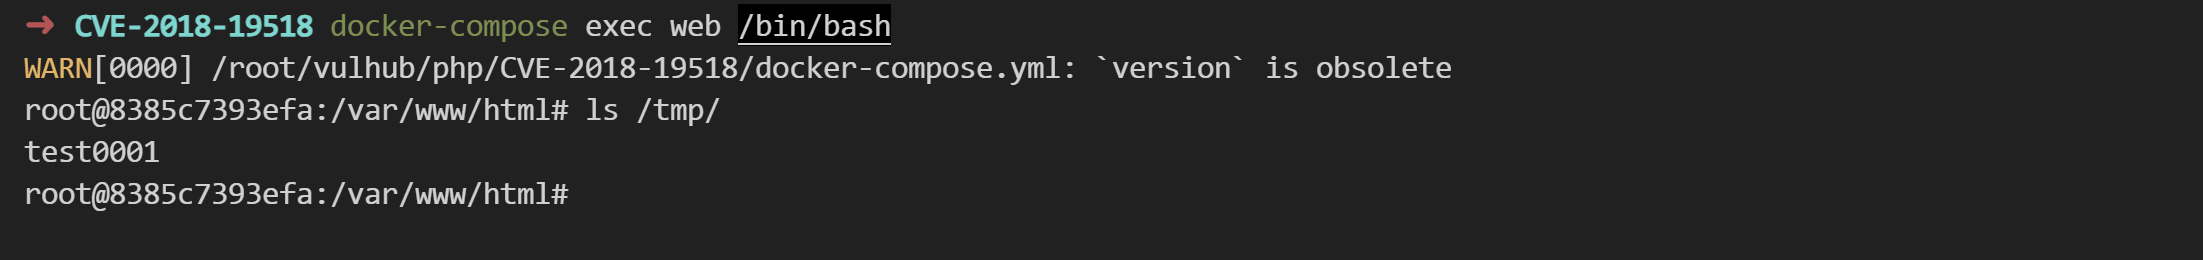 ➜ CVE-2018-19518 docker-compose exec web /bin/bash
WARN[0000] /root/vulhub/php/CVE-2018-19518/docker-compose.yml: `version` is obsolete
root@8385c7393efa:/var/www/html# ls /tmp/
test0001
root@8385c7393efa:/var/www/html#